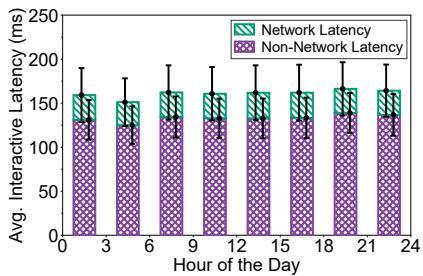 Avg. Interactive Latency (ms)
250
200
150
100
50
0
Network Latency
Non-Network Latency
0 3 6 9 12 15 18 21 24
Hour of the Day